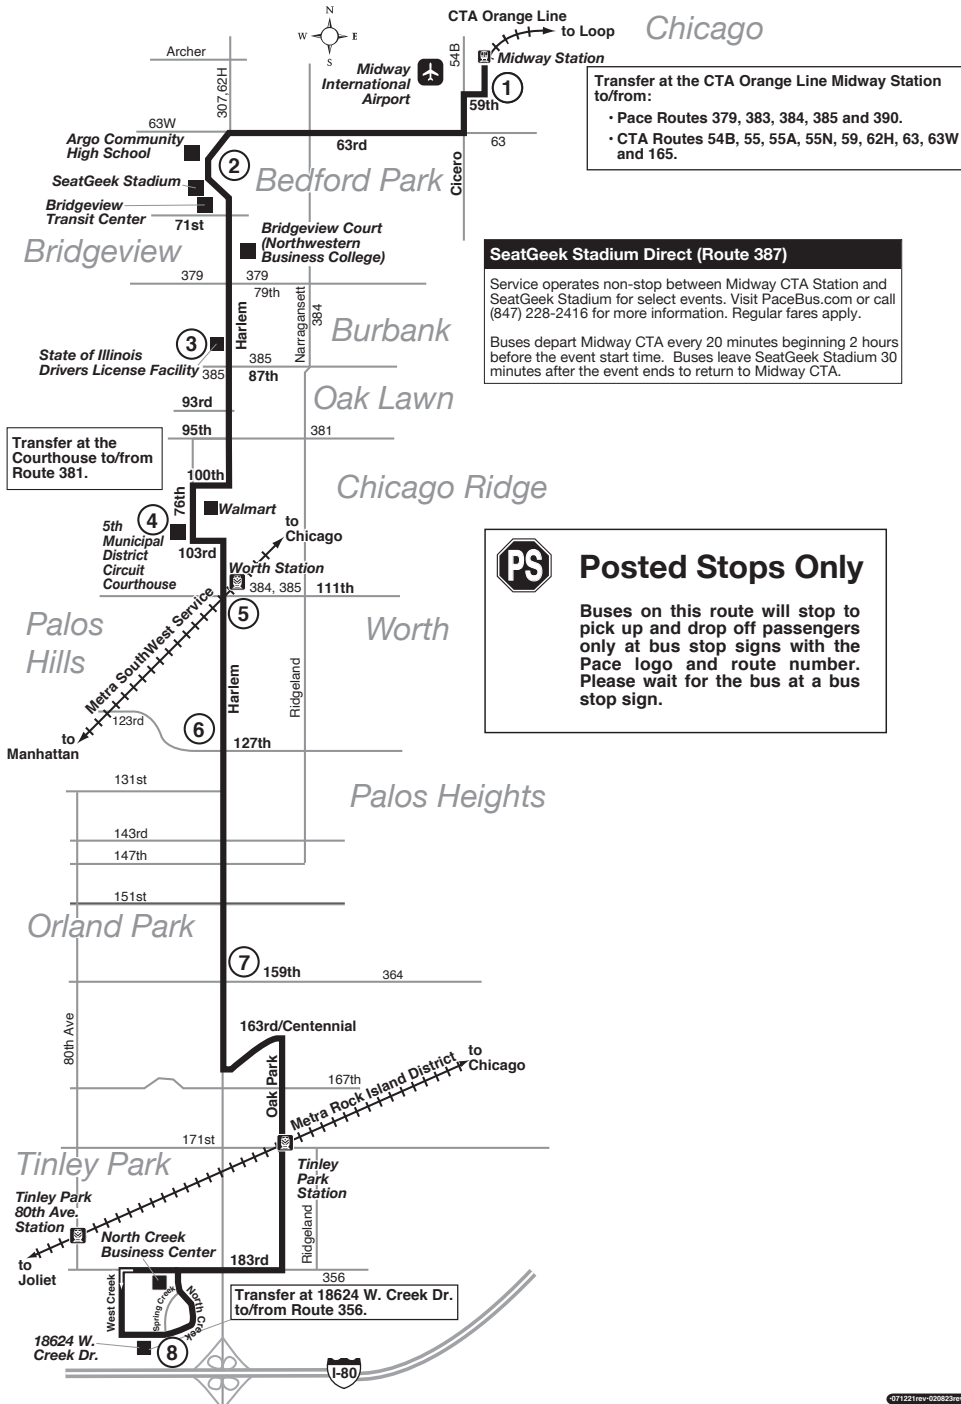 CTA Orange Line
to Loop
Chicago
N
W
E
S
Archer
307,62H
54B
Midway Station
Midway
International
Airport
1
59th
Transfer at the CTA Orange Line Midway Station
to/from:
• Pace Routes 379, 383, 384, 385 and 390.
• CTA Routes 54B, 55, 55A, 55N, 59, 62H, 63, 63W
and 165.
63W
63rd
63
Argo Community
High School
2
Cicero
SeatGeek Stadium
Bedford Park
Bridgeview
Transit Center
71st
Bridgeview
Bridgeview Court
(Northwestern
Business College)
SeatGeek Stadium Direct (Route 387)
Service operates non-stop between Midway CTA Station and
SeatGeek Stadium for select events. Visit PaceBus.com or call
(847) 228-2416 for more information. Regular fares apply.
Buses depart Midway CTA every 20 minutes beginning 2 hours
before the event start time. Buses leave SeatGeek Stadium 30
minutes after the event ends to return to Midway CTA.
379
379
79th
Narragansett
384
Harlem
Burbank
3
State of Illinois
Drivers License Facility
385
385
87th
93rd
Oak Lawn
95th
381
Transfer at the
Courthouse to/from
Route 381.
100th
76th
Chicago Ridge
Walmart
4
5th
Municipal
District
Circuit
Courthouse
103rd
to
Chicago
Worth Station
384, 385
111th
PS
Posted Stops Only
Buses on this route will stop to
pick up and drop off passengers
only at bus stop signs with the
Pace logo and route number.
Please wait for the bus at a bus
stop sign.
5
Palos
Hills
Worth
Metra SouthWest Service
Harlem
Ridgeland
123rd
to
Manhattan
6
127th
131st
Palos Heights
143rd
147th
151st
Orland Park
7
159th
364
80th Ave
163rd/Centennial
Oak Park
167th
Metra Rock Island District
to
Chicago
171st
Tinley Park
Tinley
Park
Station
Tinley Park
80th Ave.
Station
Ridgeland
North Creek
Business Center
to
Joliet
183rd
356
West Creek
Spring Creek
North Creek
Transfer at 18624 W. Creek Dr.
to/from Route 356.
18624 W.
Creek Dr.
8
I-80
•071221rev•020823rev